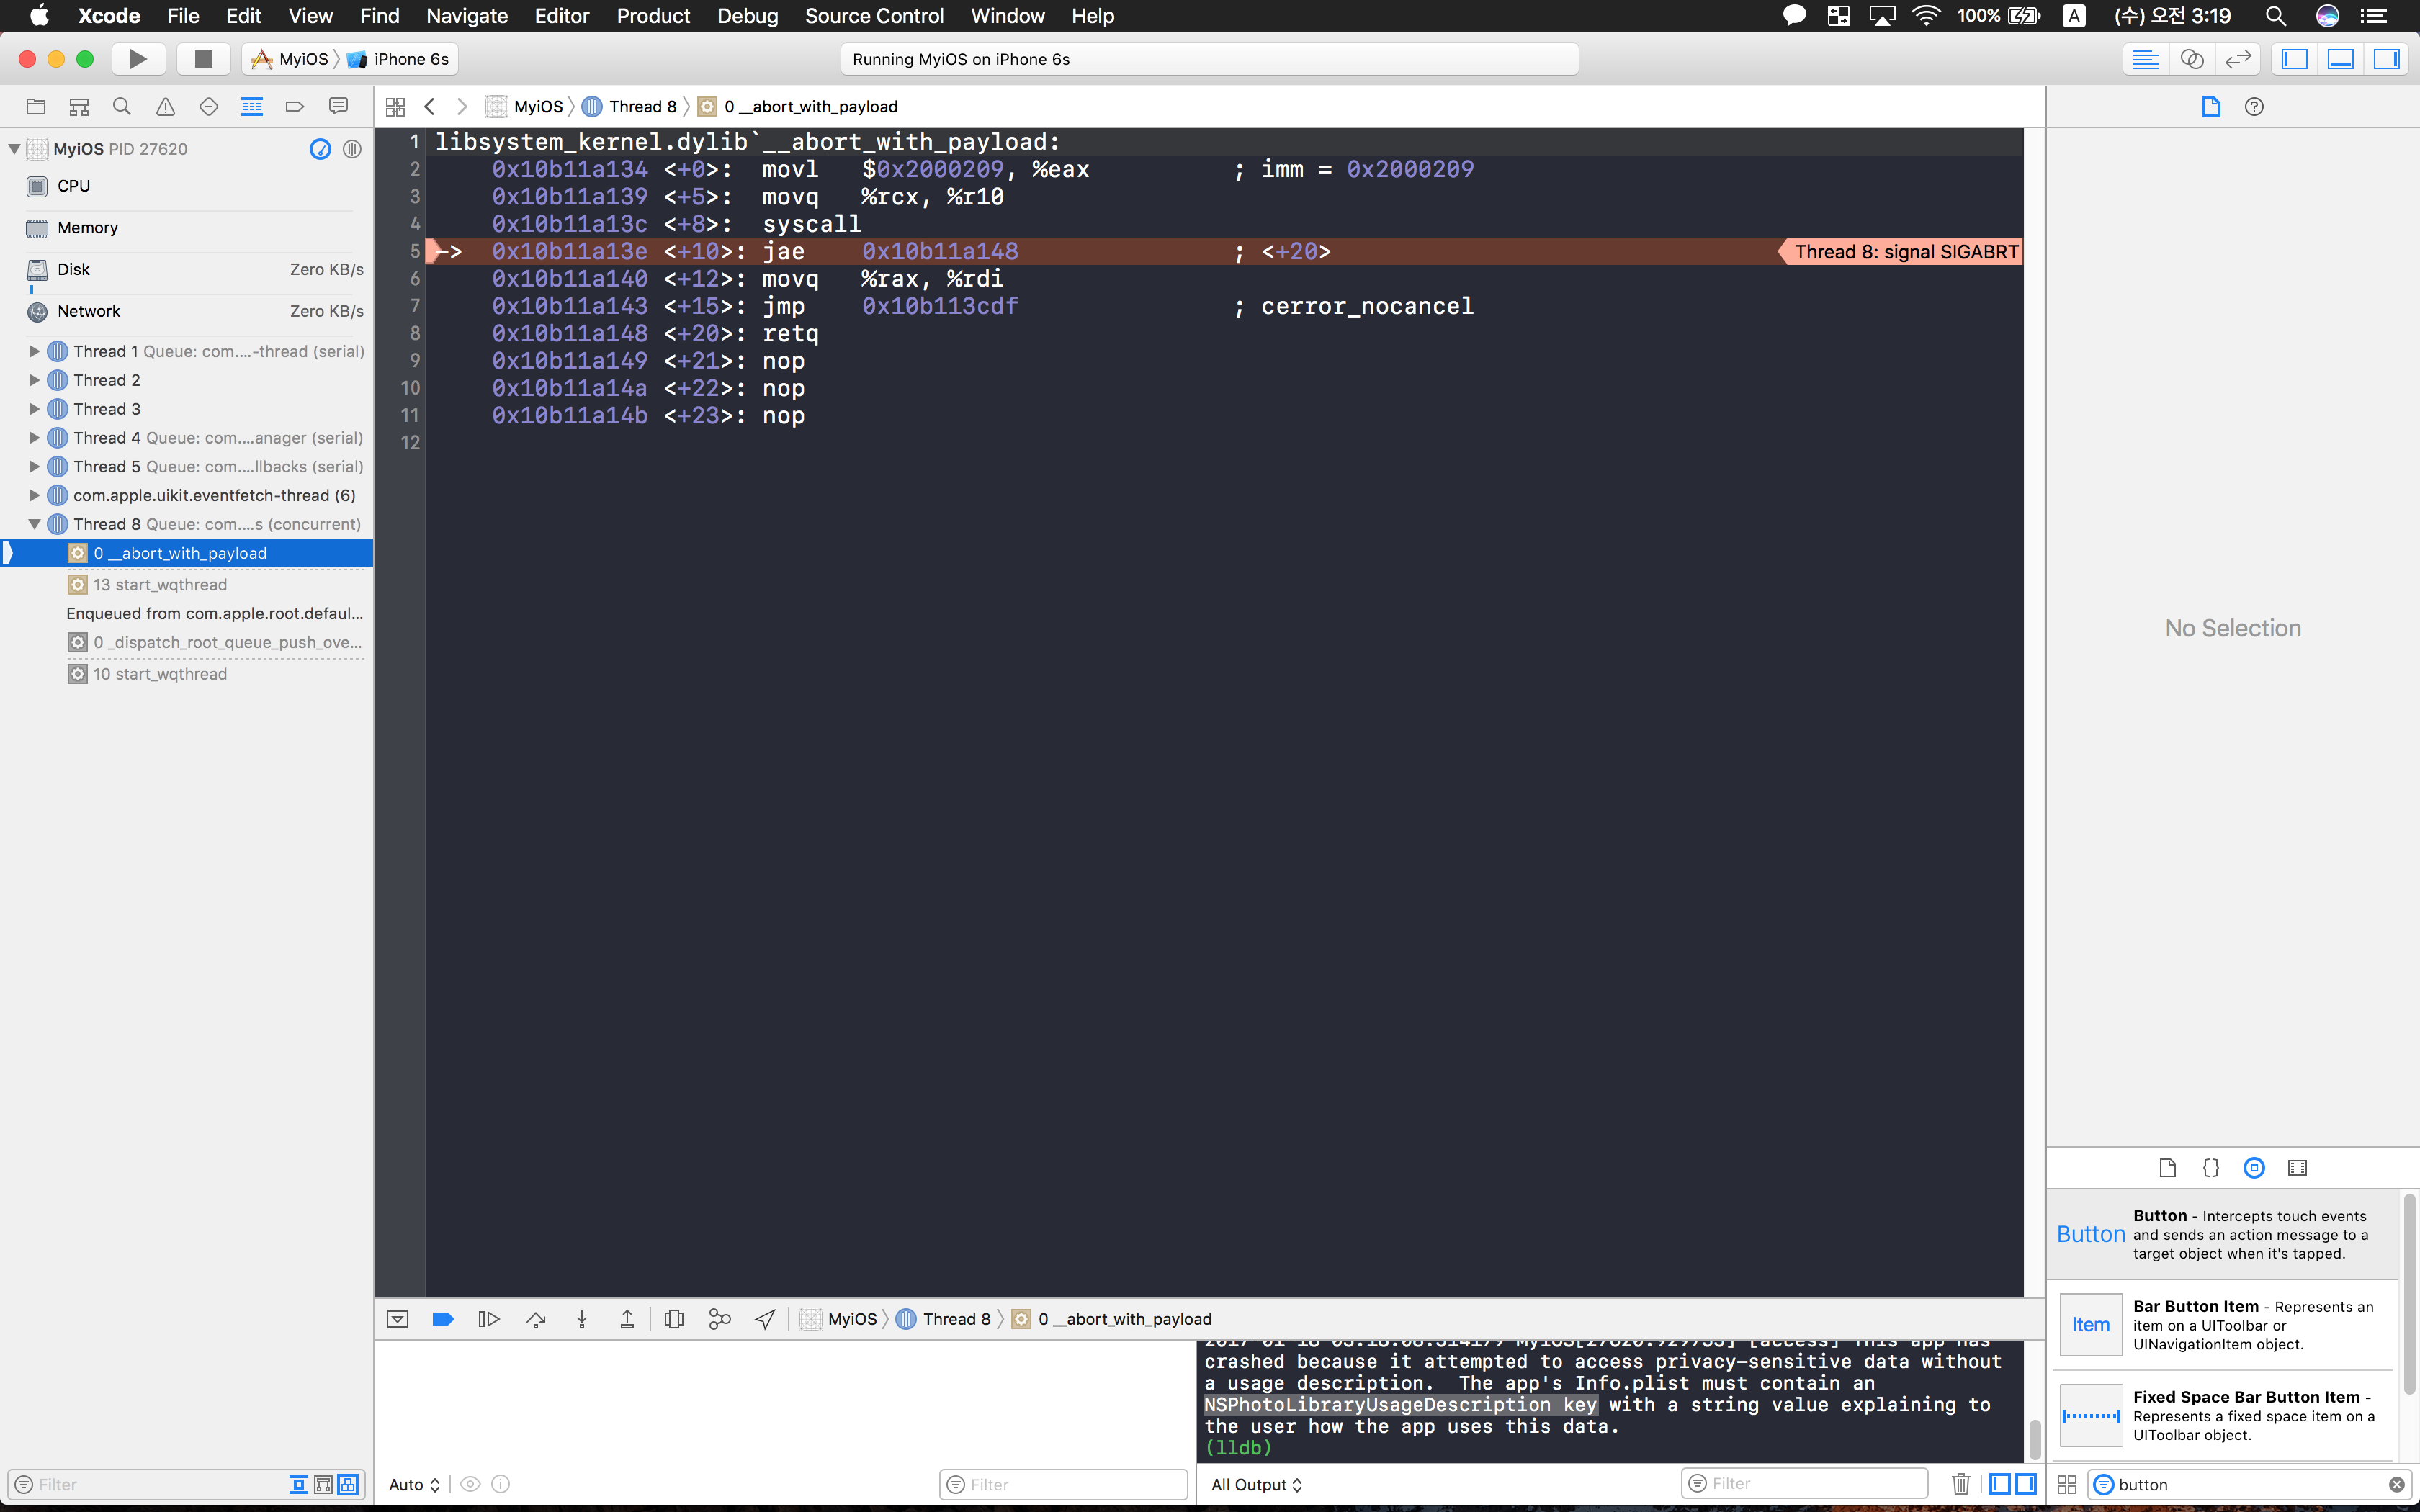 Xcode File Edit View Find Navigate Editor Product Debug Source Control Window Help 100% A (수) 오전 3:19
MyiOS iPhone 6s Running MyiOS on iPhone 6s
MyiOS Thread 8 0 __abort_with_payload
MyiOS PID 27620
CPU
Memory
Disk Zero KB/s
Network Zero KB/s
Thread 1 Queue: com....-thread (serial)
Thread 2
Thread 3
Thread 4 Queue: com....anager (serial)
Thread 5 Queue: com....llbacks (serial)
com.apple.uikit.eventfetch-thread (6)
Thread 8 Queue: com....s (concurrent)
0 __abort_with_payload
13 start_wqthread
Enqueued from com.apple.root.defaul...
0 _dispatch_root_queue_push_ove...
10 start_wqthread
Filter
1 libsystem_kernel.dylib`__abort_with_payload:
2 0x10b11a134 <+0>: movl $0x2000209, %eax ; imm = 0x2000209
3 0x10b11a139 <+5>: movq %rcx, %r10
4 0x10b11a13c <+8>: syscall
5 -> 0x10b11a13e <+10>: jae 0x10b11a148 ; <+20> Thread 8: signal SIGABRT
6 0x10b11a140 <+12>: movq %rax, %rdi
7 0x10b11a143 <+15>: jmp 0x10b113cdf ; cerror_nocancel
8 0x10b11a148 <+20>: retq
9 0x10b11a149 <+21>: nop
10 0x10b11a14a <+22>: nop
11 0x10b11a14b <+23>: nop
12
MyiOS Thread 8 0 __abort_with_payload
Auto Filter
[access] This app has
crashed because it attempted to access privacy-sensitive data without
a usage description. The app's Info.plist must contain an
NSPhotoLibraryUsageDescription key with a string value explaining to
the user how the app uses this data.
(lldb)
All Output Filter
No Selection
{}
Button
Button - Intercepts touch events
and sends an action message to a
target object when it's tapped.
Item
Bar Button Item - Represents an
item on a UIToolbar or
UINavigationItem object.
Fixed Space Bar Button Item -
Represents a fixed space item on a
UIToolbar object.
button